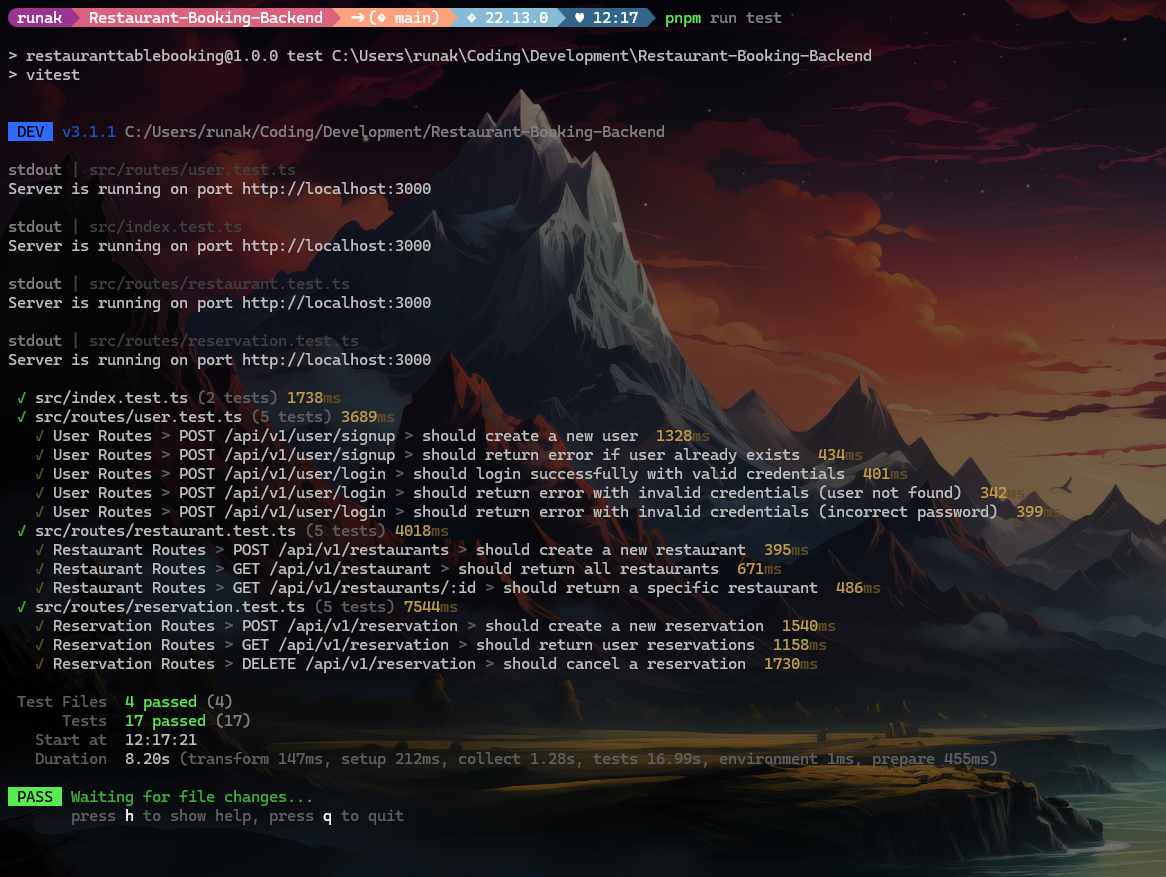 runak Restaurant-Booking-Backend →(� main) � 22.13.0 ♥ 12:17 pnpm run test
> restauranttablebooking@1.0.0 test C:\Users\runak\Coding\Development\Restaurant-Booking-Backend
> vitest
DEV v3.1.1 C:/Users/runak/Coding/Development/Restaurant-Booking-Backend
stdout | src/routes/user.test.ts
Server is running on port http://localhost:3000
stdout | src/index.test.ts
Server is running on port http://localhost:3000
stdout | src/routes/restaurant.test.ts
Server is running on port http://localhost:3000
stdout | src/routes/reservation.test.ts
Server is running on port http://localhost:3000
✓ src/index.test.ts (2 tests) 1738ms
✓ src/routes/user.test.ts (5 tests) 3689ms
✓ User Routes > POST /api/v1/user/signup > should create a new user 1328ms
✓ User Routes > POST /api/v1/user/signup > should return error if user already exists 434ms
✓ User Routes > POST /api/v1/user/login > should login successfully with valid credentials 401ms
✓ User Routes > POST /api/v1/user/login > should return error with invalid credentials (user not found) 342ms
✓ User Routes > POST /api/v1/user/login > should return error with invalid credentials (incorrect password) 399ms
✓ src/routes/restaurant.test.ts (5 tests) 4018ms
✓ Restaurant Routes > POST /api/v1/restaurants > should create a new restaurant 395ms
✓ Restaurant Routes > GET /api/v1/restaurant > should return all restaurants 671ms
✓ Restaurant Routes > GET /api/v1/restaurants/:id > should return a specific restaurant 486ms
✓ src/routes/reservation.test.ts (5 tests) 7544ms
✓ Reservation Routes > POST /api/v1/reservation > should create a new reservation 1540ms
✓ Reservation Routes > GET /api/v1/reservation > should return user reservations 1158ms
✓ Reservation Routes > DELETE /api/v1/reservation > should cancel a reservation 1730ms
Test Files 4 passed (4)
Tests 17 passed (17)
Start at 12:17:21
Duration 8.20s (transform 147ms, setup 212ms, collect 1.28s, tests 16.99s, environment 1ms, prepare 455ms)
PASS Waiting for file changes...
press h to show help, press q to quit